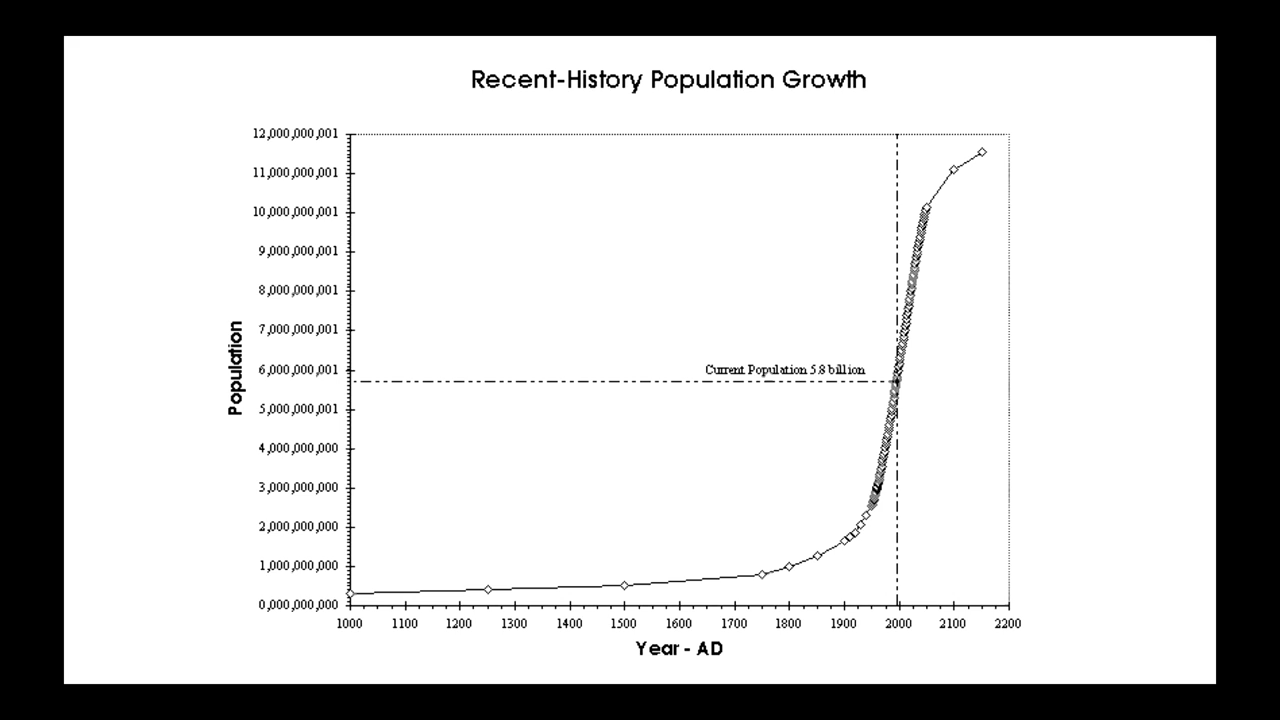 Recent-History Population Growth
12,000,000,001
11,000,000,001
10,000,000,001
9,000,000,001
8,000,000,001
7,000,000,001
6,000,000,001
5,000,000,001
4,000,000,000
3,000,000,000
2,000,000,000
1,000,000,000
0,000,000,000
Population
Current Population 5.8 billion
1000 1100 1200 1300 1400 1500 1600 1700 1800 1900 2000 2100 2200
Year - AD